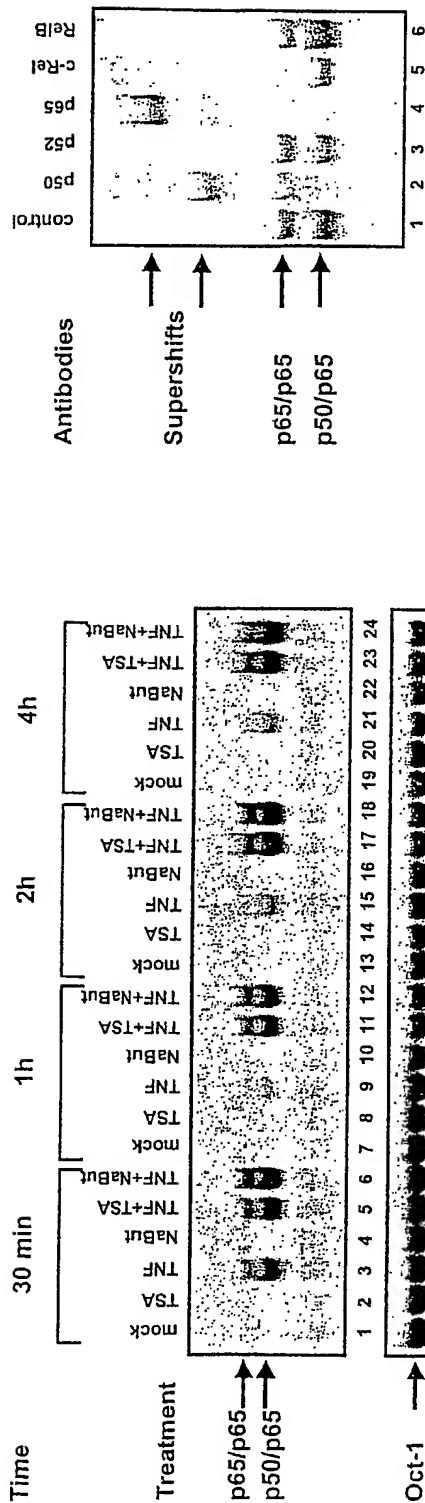 Time
30 min
1h
2h
4h
Treatment
mock
TSA
TNF
NaBut
TNF+TSA
TNF+NaBut
mock
TSA
TNF
NaBut
TNF+TSA
TNF+NaBut
mock
TSA
TNF
NaBut
TNF+TSA
TNF+NaBut
mock
TSA
TNF
NaBut
TNF+TSA
TNF+NaBut
p65/p65
p50/p65
1 2 3 4 5 6 7 8 9 10 11 12 13 14 15 16 17 18 19 20 21 22 23 24
Oct-1
Antibodies
control
p50
p52
p65
c-Rel
RelB
Supershifts
p65/p65
p50/p65
1 2 3 4 5 6